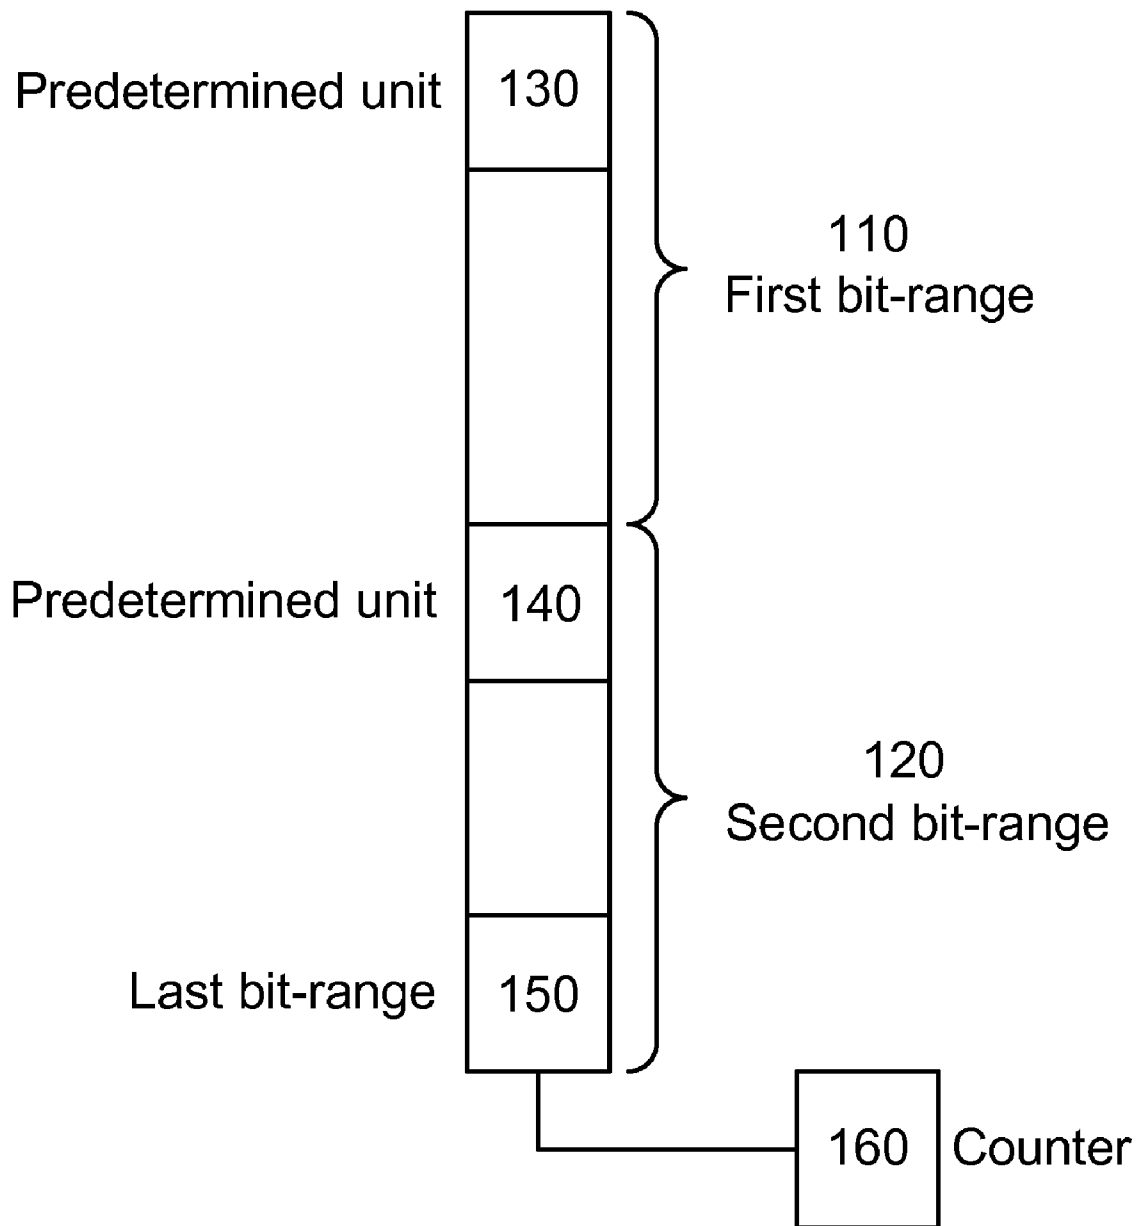 Predetermined unit 130
110
First bit-range
Predetermined unit 140
120
Second bit-range
Last bit-range 150
160 Counter